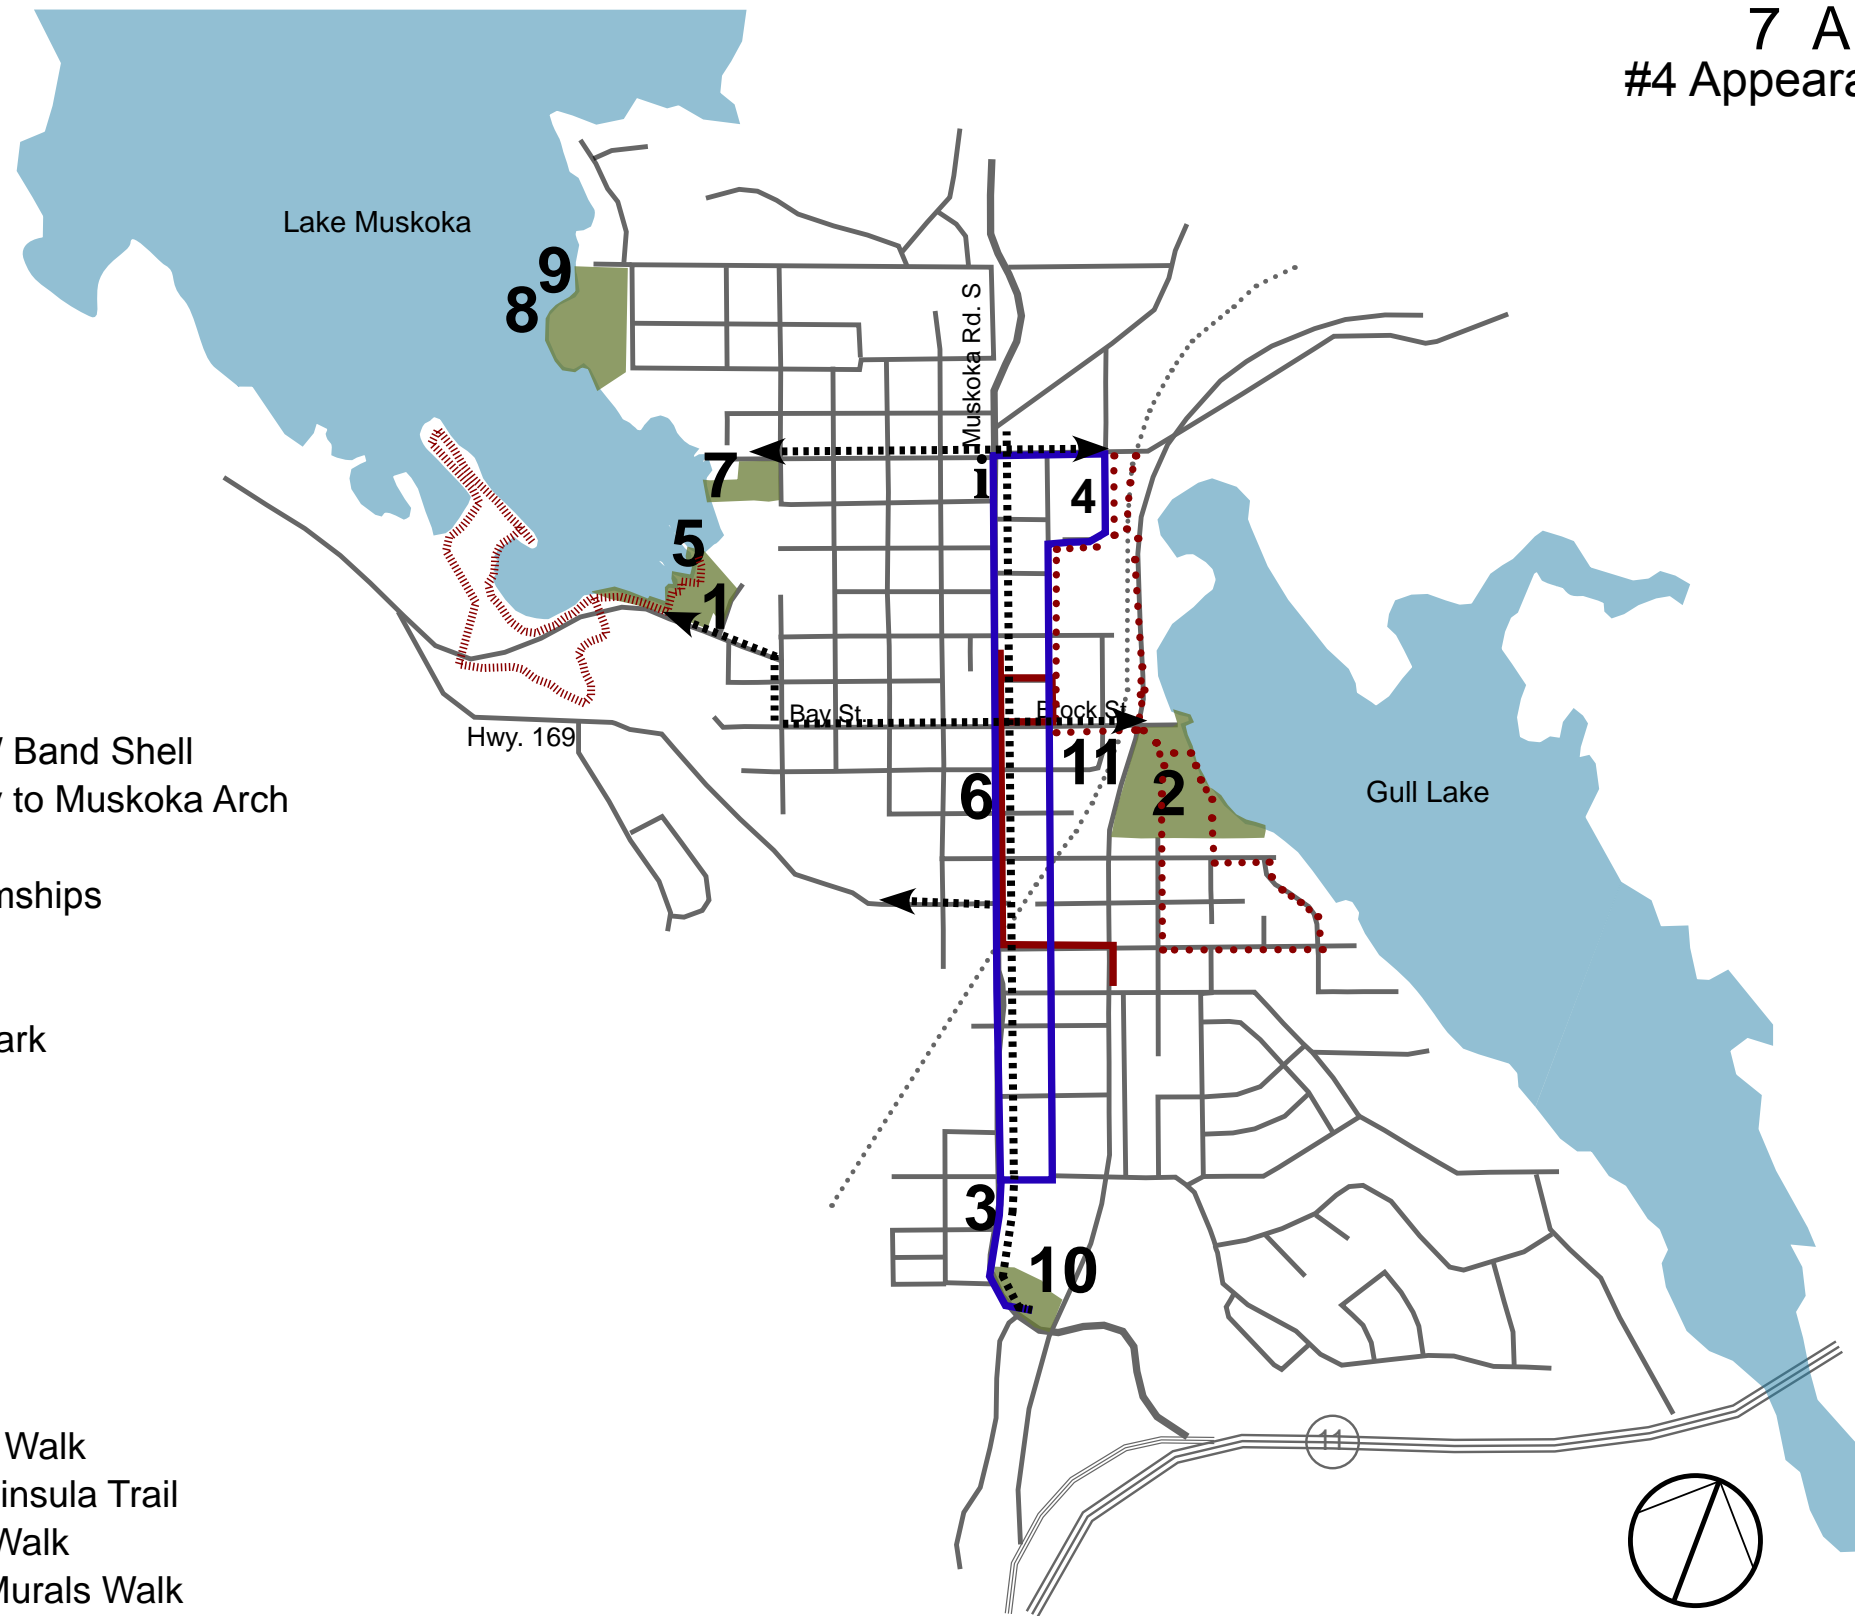 7 A
#4 Appeara
Lake Muskoka
9
8
Muskoka Rd. S
7
i
4
5
1
Bay St.
Brock St.
Hwy. 169
11
6
2
Gull Lake
/ Band Shell
y to Muskoka Arch
mships
ark
3
10
11
Walk
insula Trail
Walk
Murals Walk